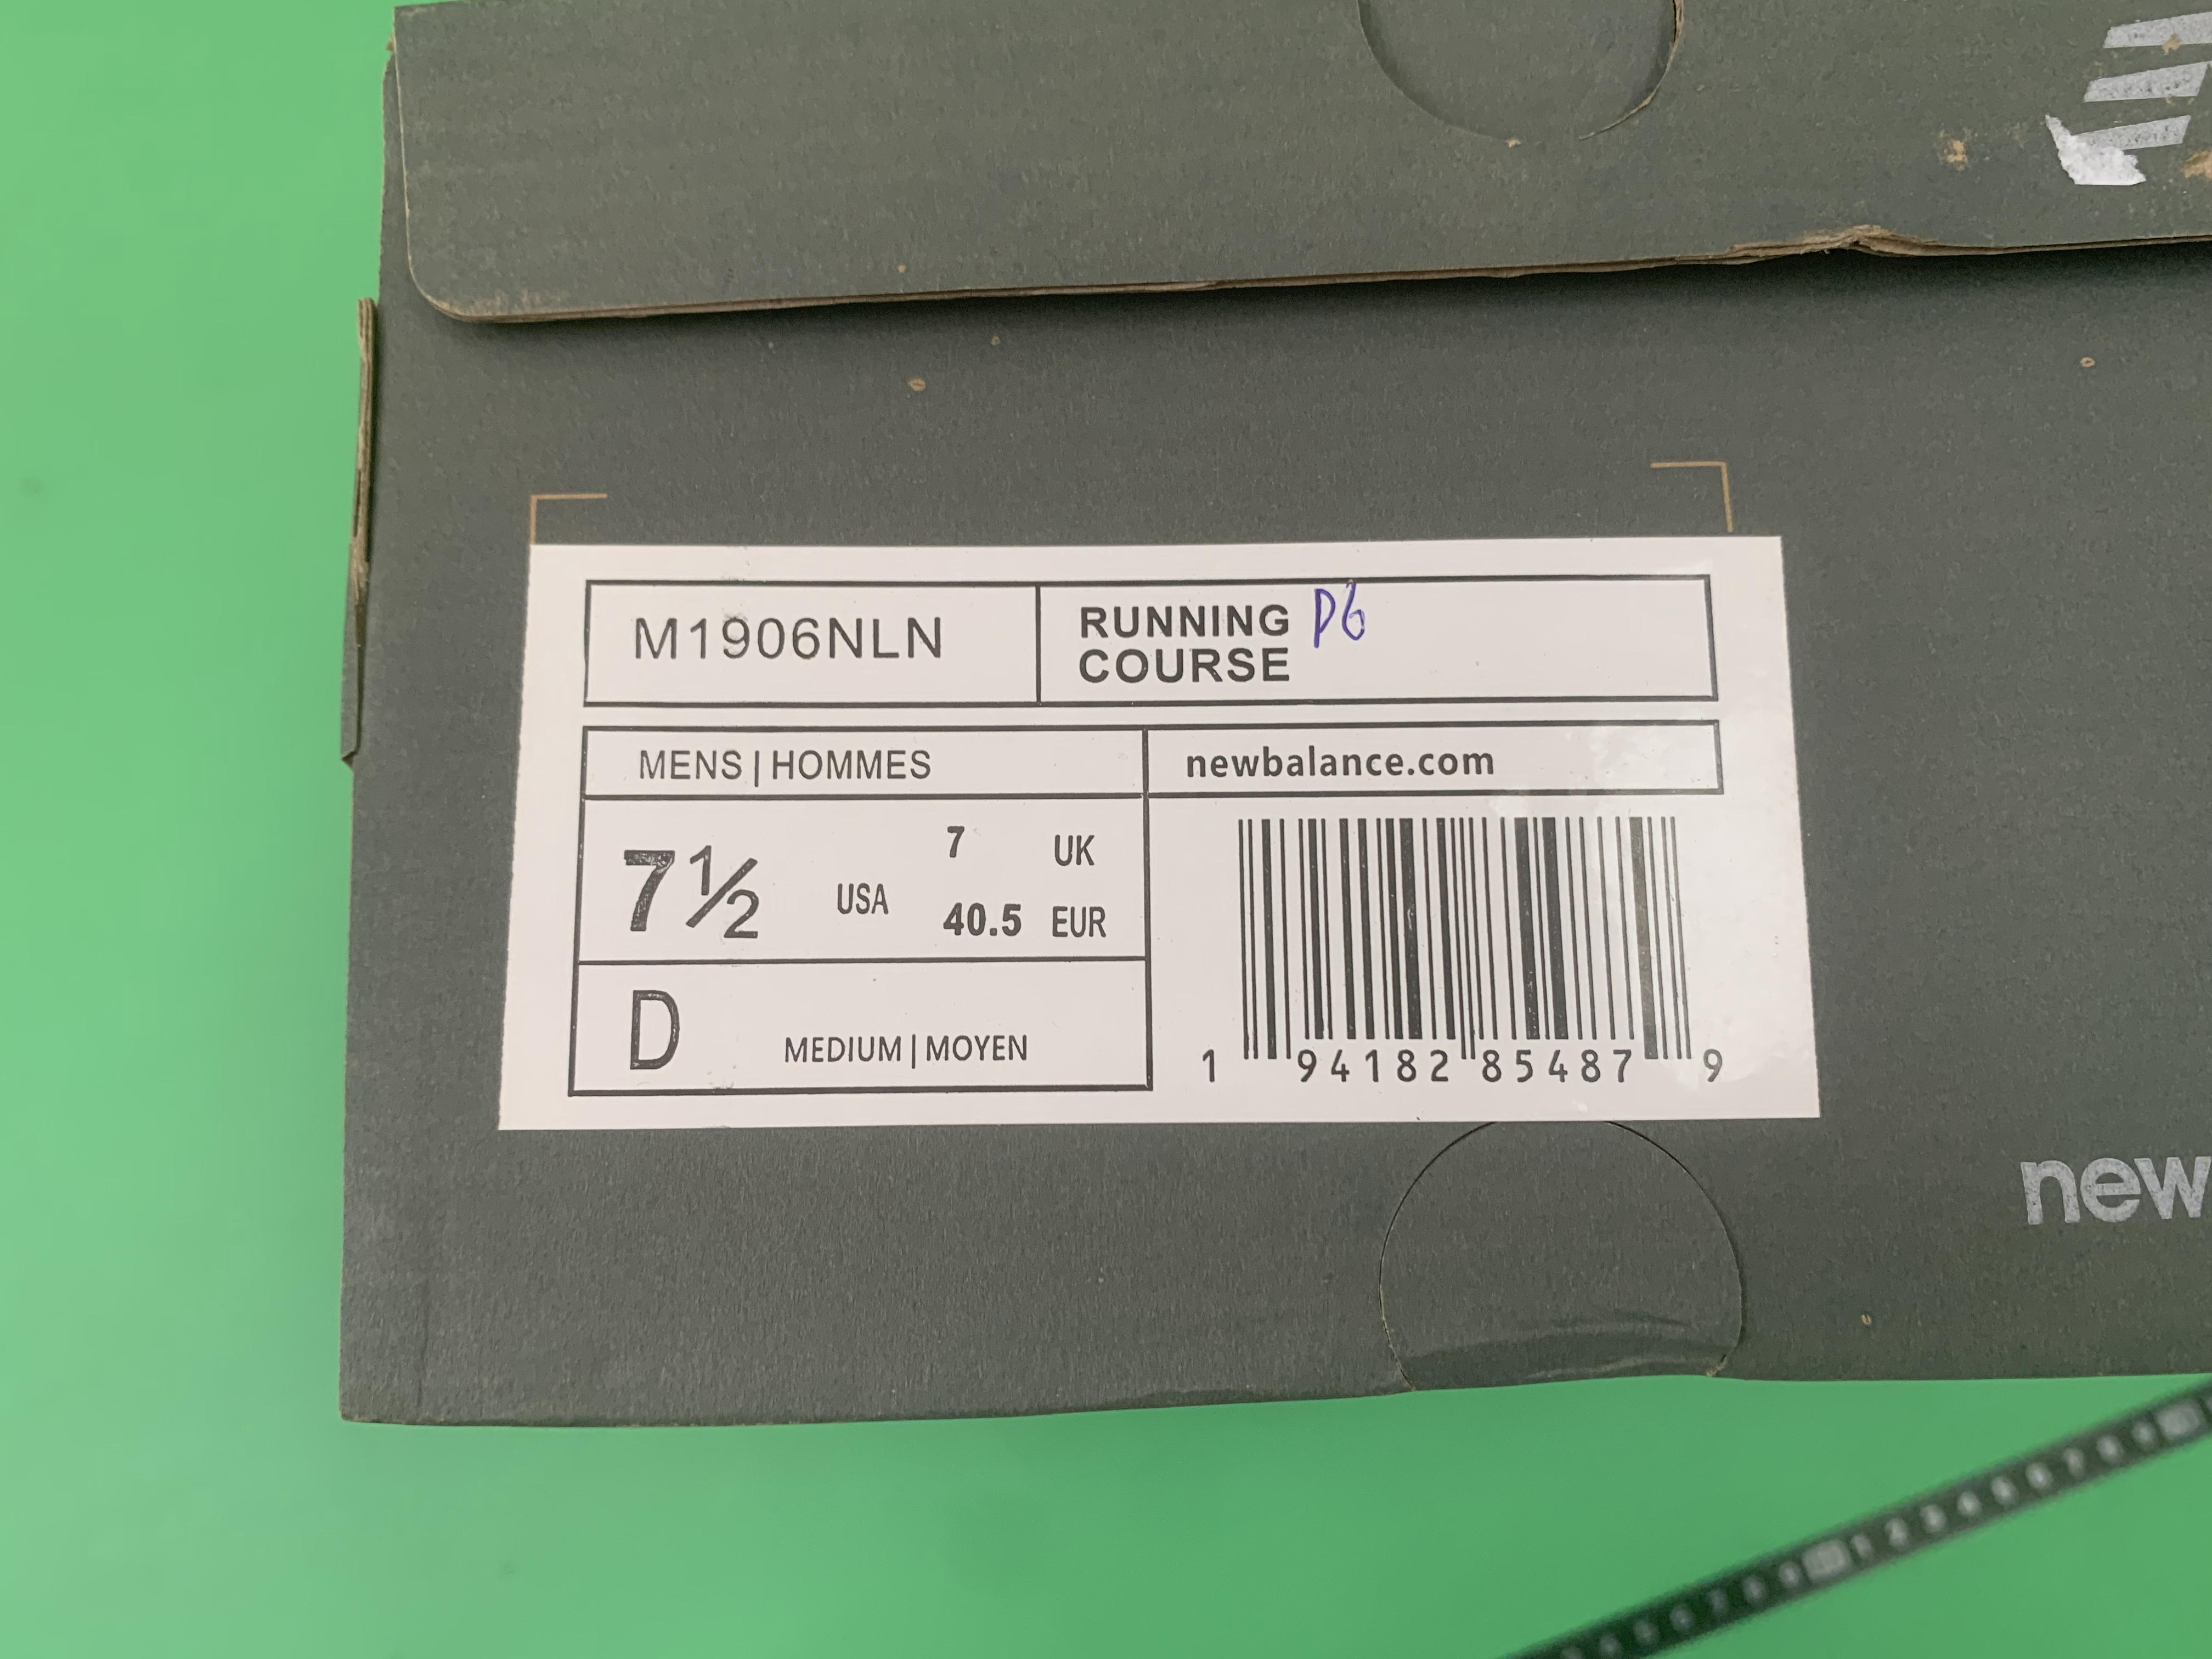 M1906NLN
RUNNING P6
COURSE
MENS|HOMMES
newbalance.com
7½ USA
7 UK
40.5 EUR
D MEDIUM|MOYEN
1 94182 85487 9
new